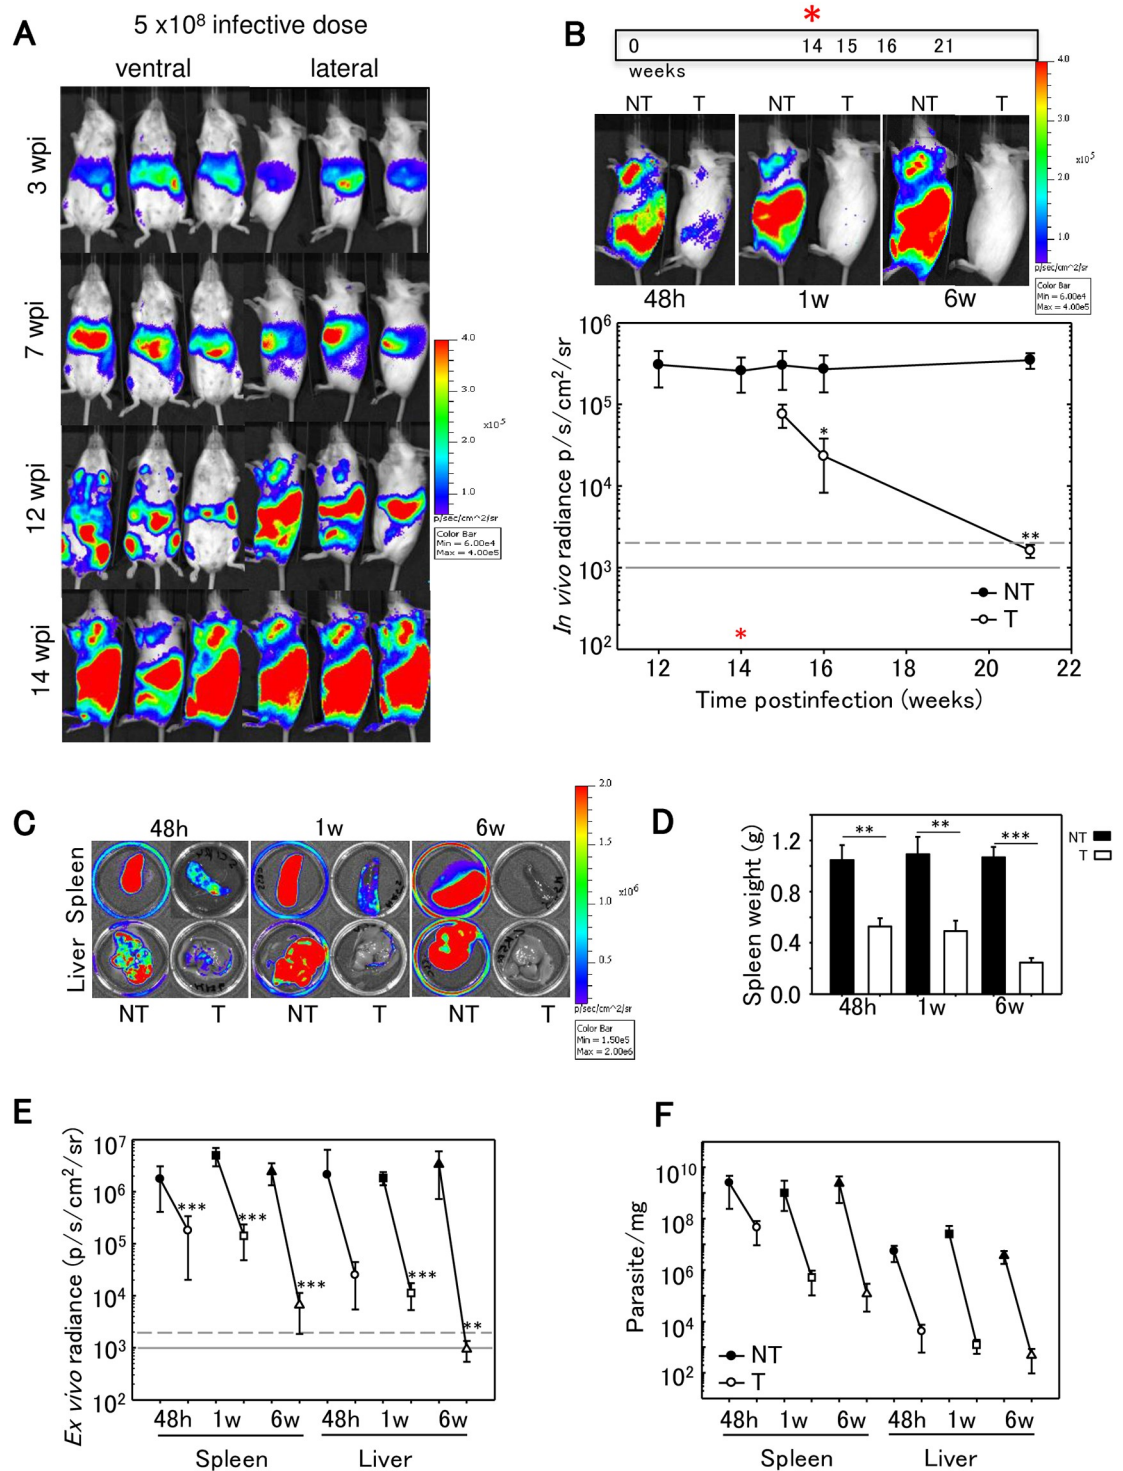 A
5 x10⁸ infective dose
ventral
lateral
3 wpi
7 wpi
12 wpi
14 wpi
4.0
3.0
x10⁵
2.0
1.0
p/sec/cm^2/sr
Color Bar
Min = 6.00e4
Max = 4.00e5
B
*
0 14 15 16 21
weeks
NT T NT T NT T
48h 1w 6w
4.0
3.0
x10⁵
2.0
1.0
p/sec/cm^2/sr
Color Bar
Min = 6.00e4
Max = 4.00e5
In vivo radiance p/s/cm²/sr
10⁶
10⁵
10⁴
10³
10²
*
**
NT
T
*
12 14 16 18 20 22
Time postinfection (weeks)
C
48h 1w 6w
Spleen
Liver
NT T NT T NT T
2.0
1.5
x10⁶
1.0
0.5
p/sec/cm^2/sr
Color Bar
Min = 1.50e5
Max = 2.00e6
D
Spleen weight (g)
1.2
0.8
0.4
0.0
** ** ***
NT
T
48h 1w 6w
E
Ex vivo radiance (p/s/cm²/sr)
10⁷
10⁶
10⁵
10⁴
10³
10²
*** *** *** *** **
48h 1w 6w 48h 1w 6w
Spleen Liver
F
Parasite/mg
10¹⁰
10⁸
10⁶
10⁴
10²
NT
T
48h 1w 6w 48h 1w 6w
Spleen Liver